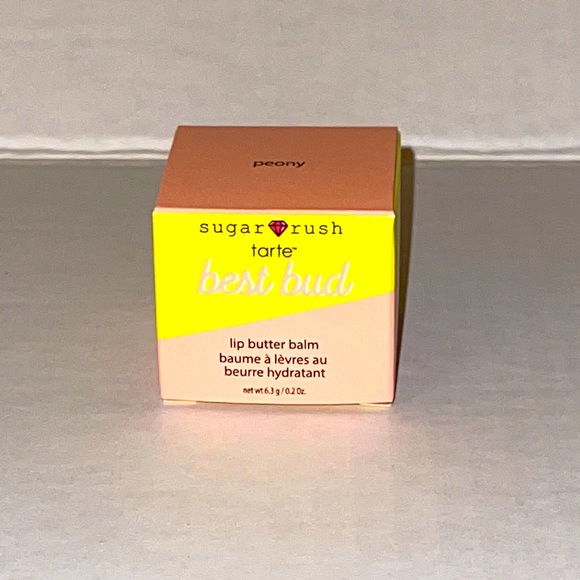 peony
sugar rush
tarte™
best bud
lip butter balm
baume à lèvres au
beurre hydratant
net wt 6.3 g / 0.2 Oz.